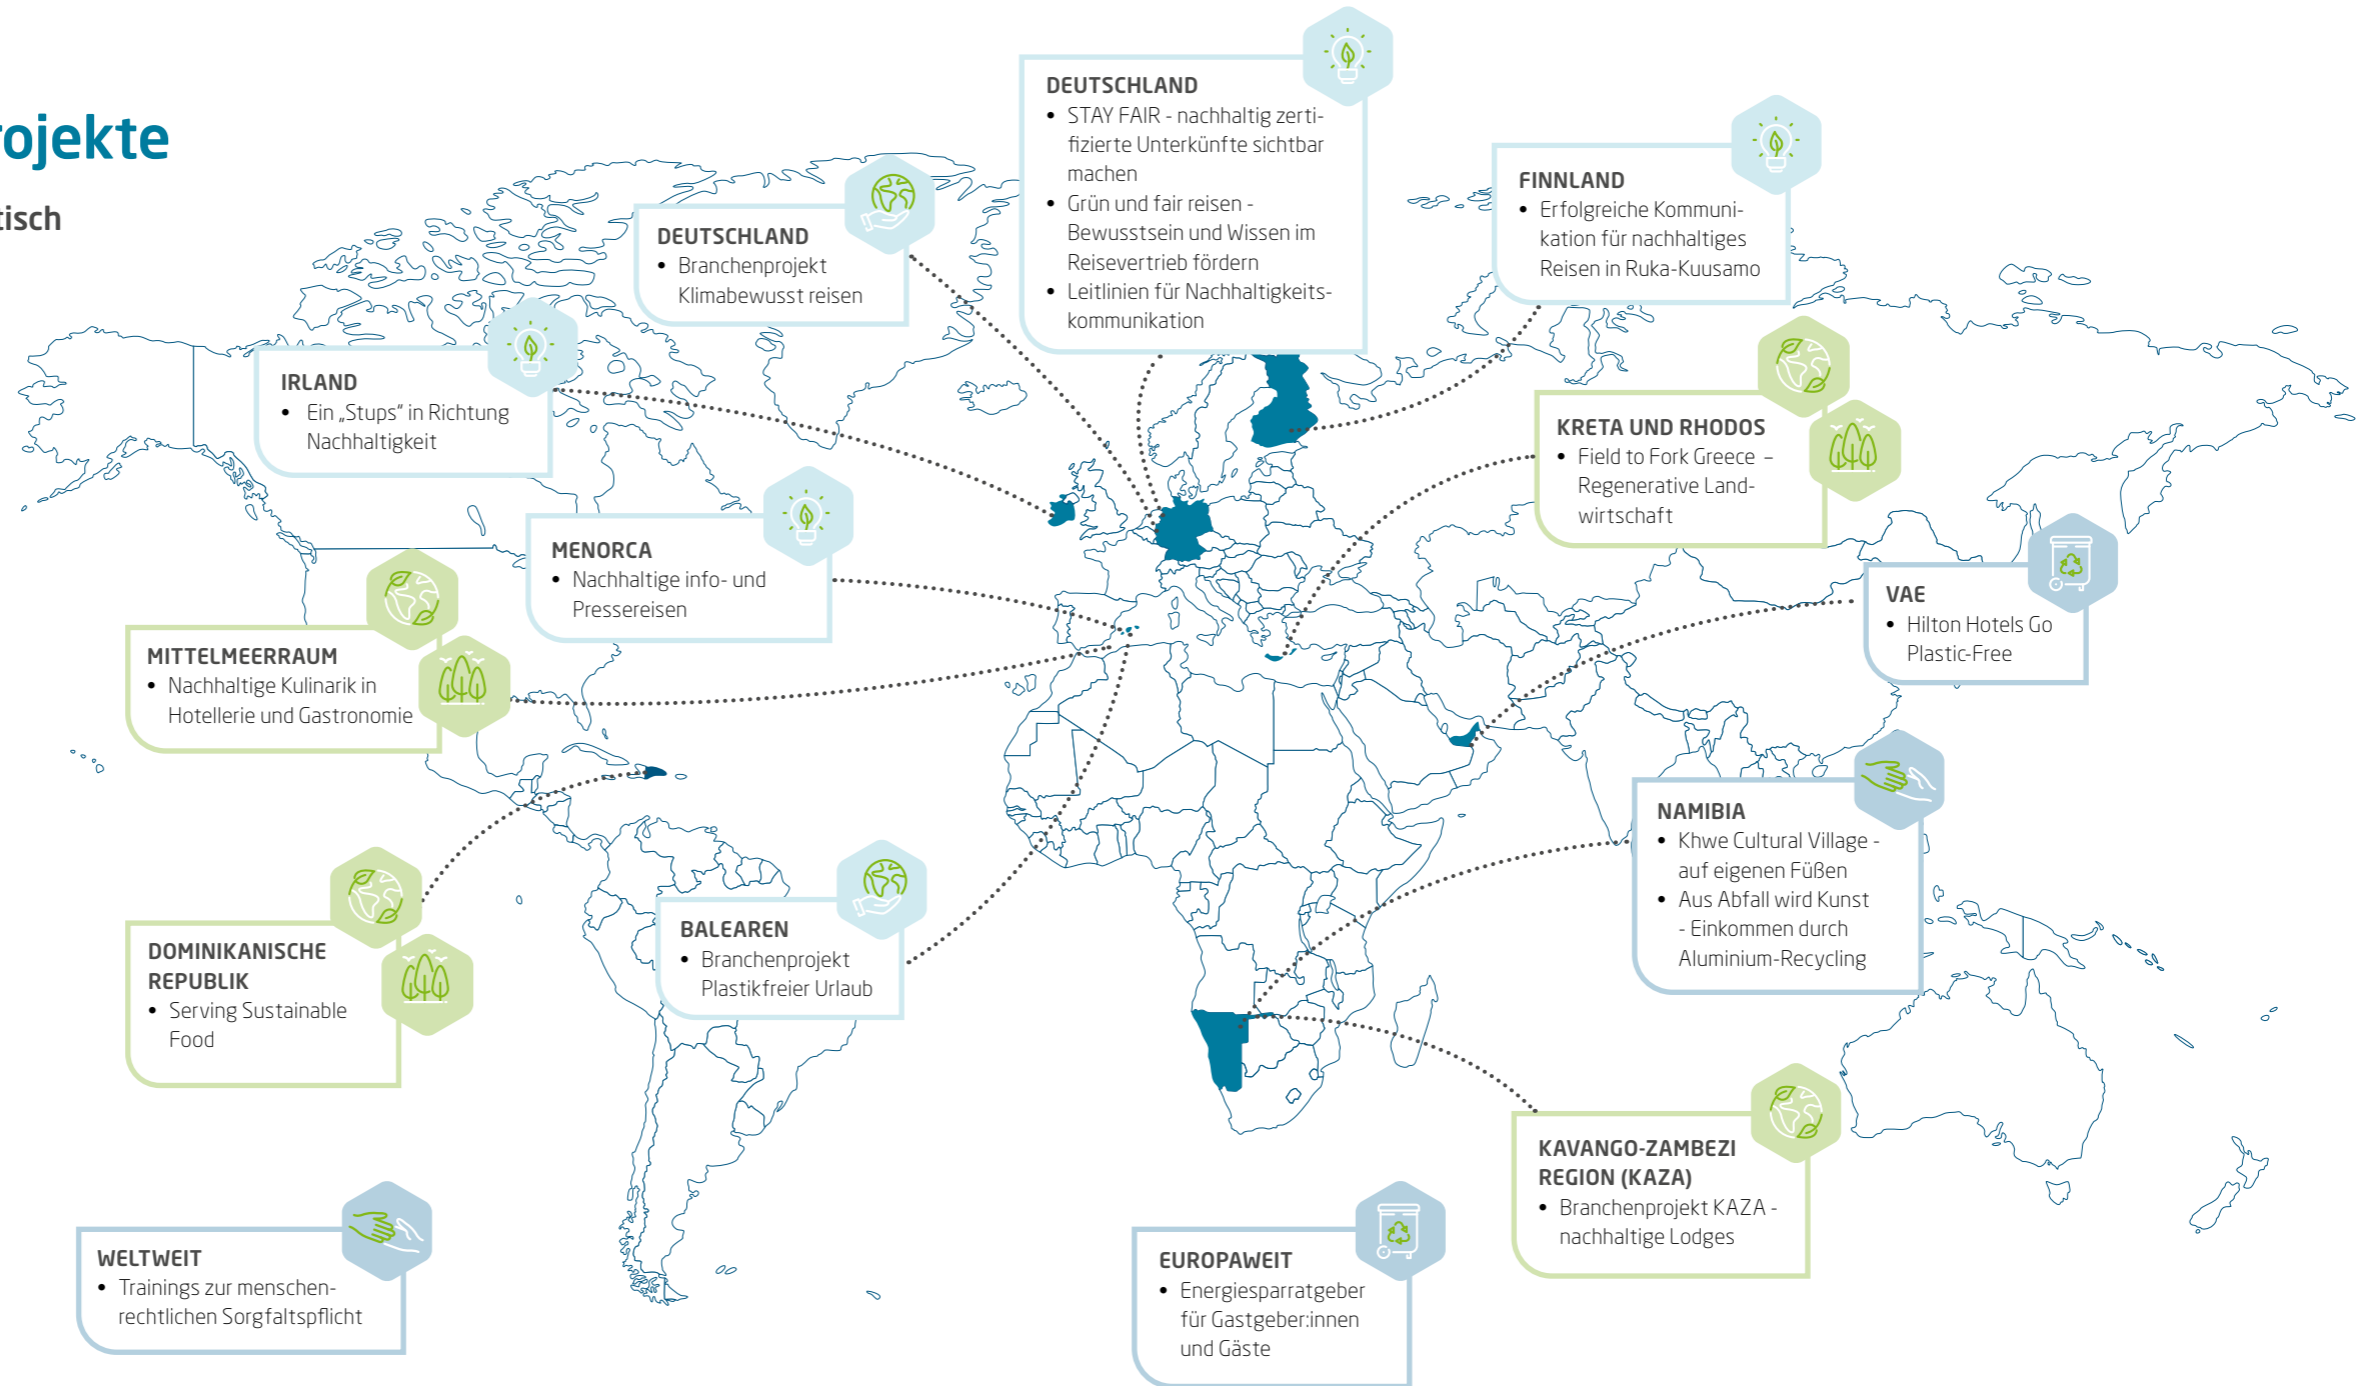 rojekte
tisch
DEUTSCHLAND
• STAY FAIR - nachhaltig zerti-
fizierte Unterkünfte sichtbar
machen
• Grün und fair reisen -
Bewusstsein und Wissen im
Reisevertrieb fördern
• Leitlinien für Nachhaltigkeits-
kommunikation
FINNLAND
• Erfolgreiche Kommuni-
kation für nachhaltiges
Reisen in Ruka-Kuusamo
DEUTSCHLAND
• Branchenprojekt
Klimabewusst reisen
IRLAND
• Ein „Stups“ in Richtung
Nachhaltigkeit
KRETA UND RHODOS
• Field to Fork Greece –
Regenerative Land-
wirtschaft
MENORCA
• Nachhaltige info- und
Pressereisen
VAE
• Hilton Hotels Go
Plastic-Free
MITTELMEERRAUM
• Nachhaltige Kulinarik in
Hotellerie und Gastronomie
NAMIBIA
• Khwe Cultural Village -
auf eigenen Füßen
• Aus Abfall wird Kunst
- Einkommen durch
Aluminium-Recycling
BALEAREN
• Branchenprojekt
Plastikfreier Urlaub
DOMINIKANISCHE
REPUBLIK
• Serving Sustainable
Food
KAVANGO-ZAMBEZI
REGION (KAZA)
• Branchenprojekt KAZA -
nachhaltige Lodges
WELTWEIT
• Trainings zur menschen-
rechtlichen Sorgfaltspflicht
EUROPAWEIT
• Energiesparratgeber
für Gastgeber:innen
und Gäste